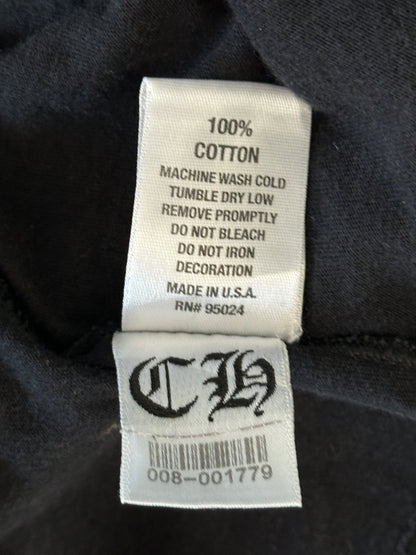 100%
COTTON
MACHINE WASH COLD
TUMBLE DRY LOW
REMOVE PROMPTLY
DO NOT BLEACH
DO NOT IRON
DECORATION
MADE IN U.S.A.
RN# 95024
CH
008-001779